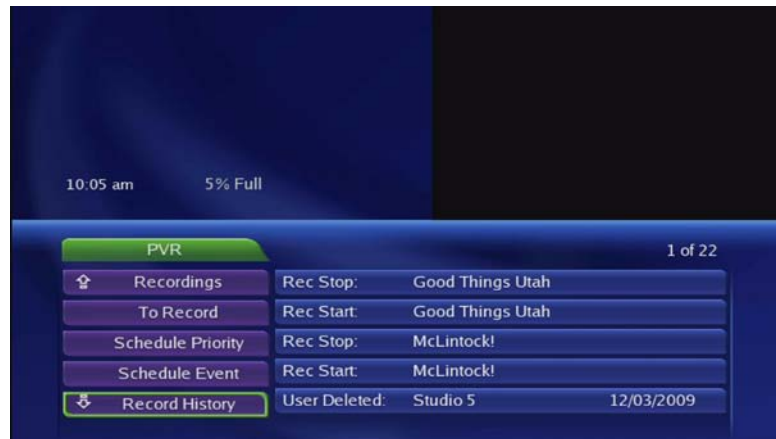 10:05 am 5% Full
PVR 1 of 22
Recordings Rec Stop: Good Things Utah
To Record Rec Start: Good Things Utah
Schedule Priority Rec Stop: McLintock!
Schedule Event Rec Start: McLintock!
Record History User Deleted: Studio 5 12/03/2009